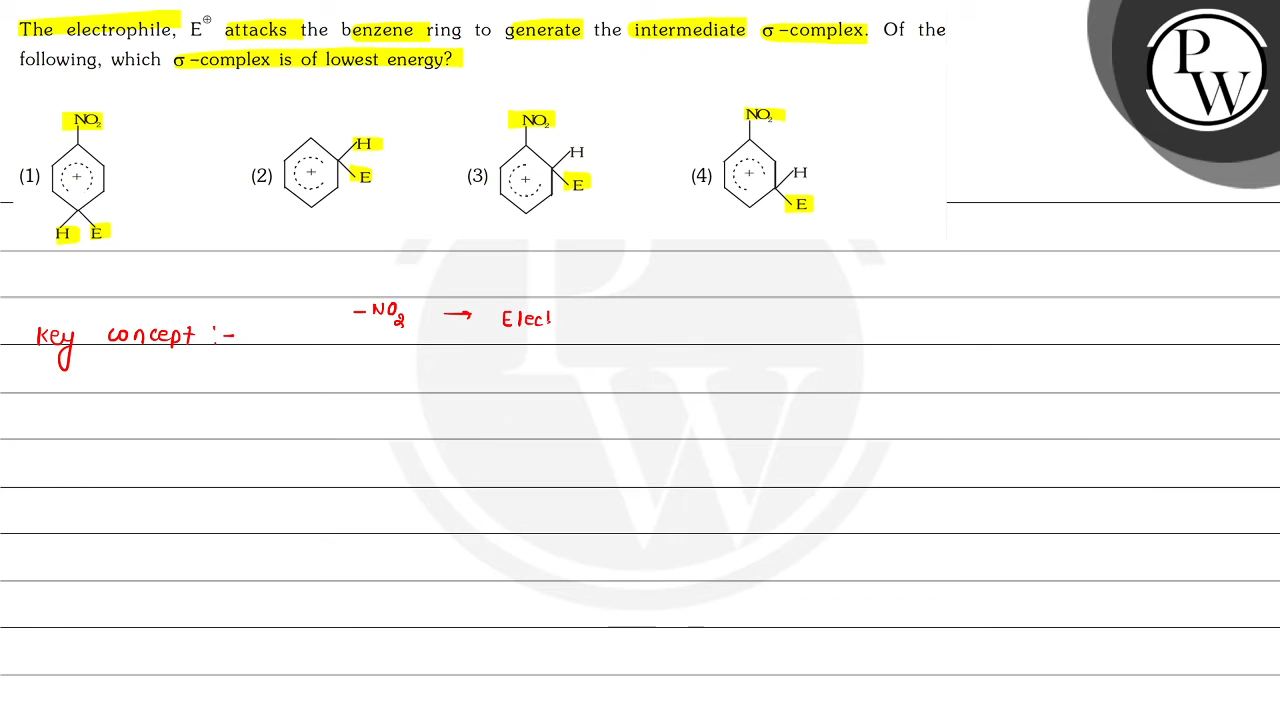 The electrophile, E⊕ attacks the benzene ring to generate the intermediate σ–complex. Of the
following, which σ–complex is of lowest energy?
(1) NO₂ + H E
(2) + H E
(3) NO₂ + H E
(4) NO₂ + H E
P
W
Key concept :- –NO₂ → Elect